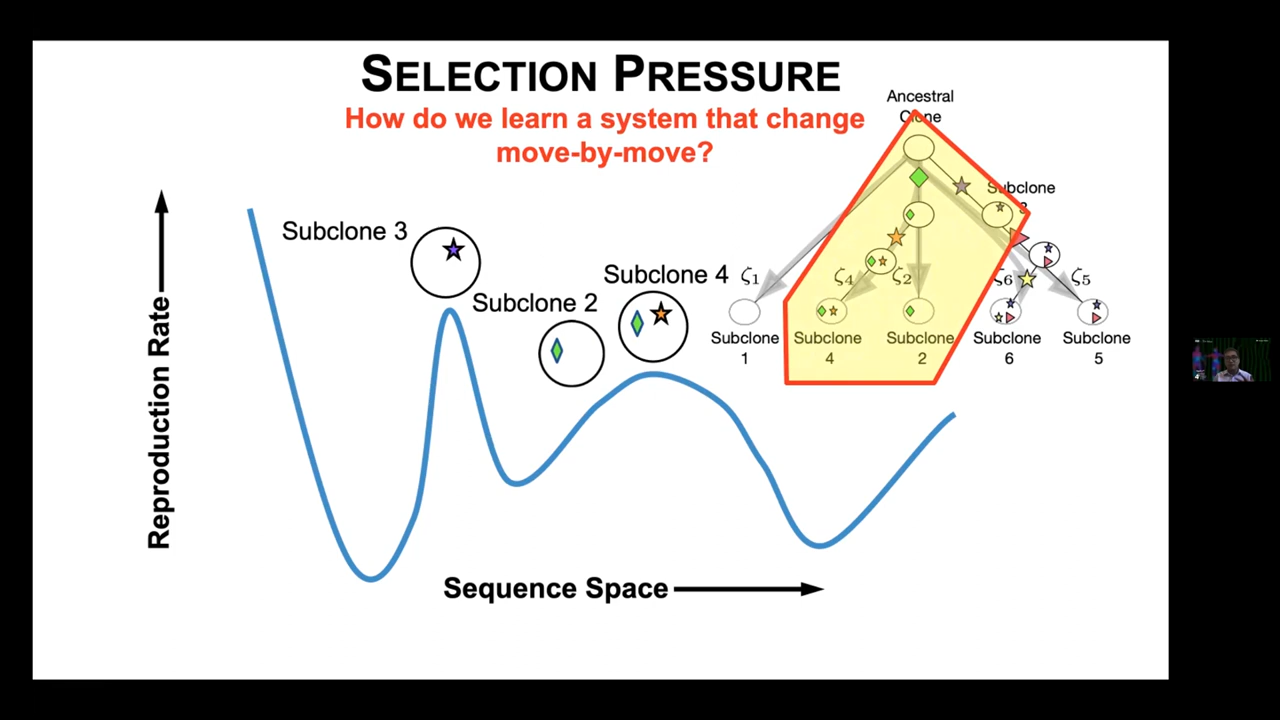 SELECTION PRESSURE
How do we learn a system that change
move-by-move?
Ancestral
Clone
Subclone
3
Subclone 3
Subclone 2
Subclone 4
ζ1
ζ4
ζ2
ζ6
ζ5
Subclone
1
Subclone
4
Subclone
2
Subclone
6
Subclone
5
Reproduction Rate
Sequence Space